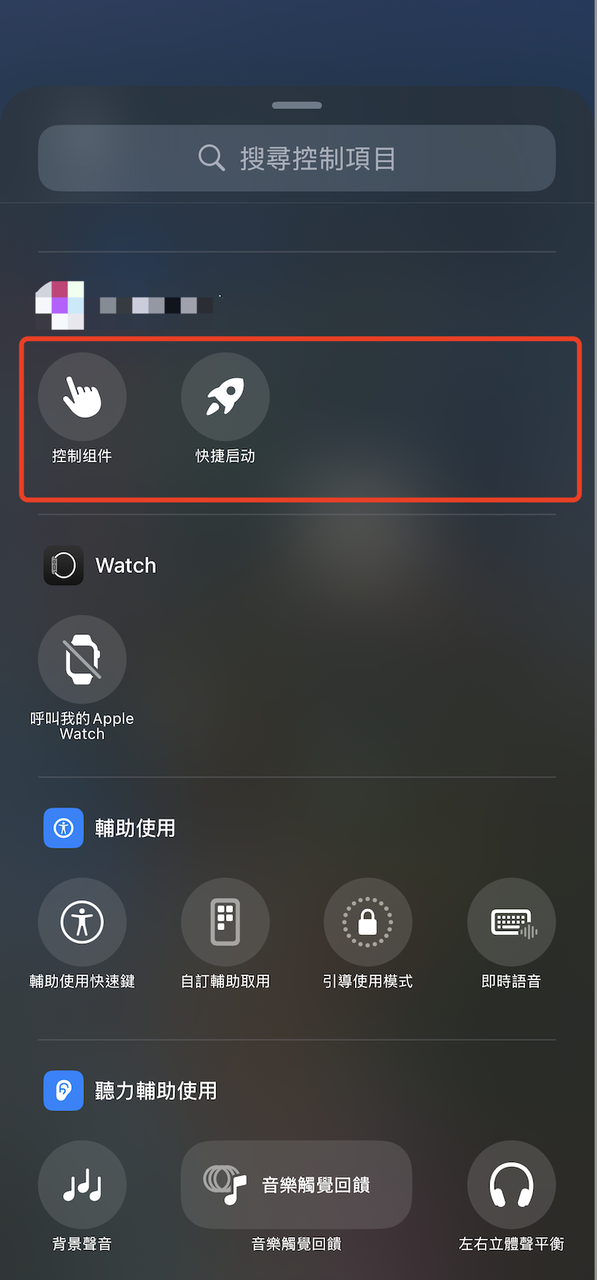 搜尋控制項目
控制组件
快捷启动
Watch
呼叫我的 Apple
Watch
輔助使用
輔助使用快速鍵
自訂輔助取用
引導使用模式
即時語音
聽力輔助使用
音樂觸覺回饋
背景聲音
音樂觸覺回饋
左右立體聲平衡